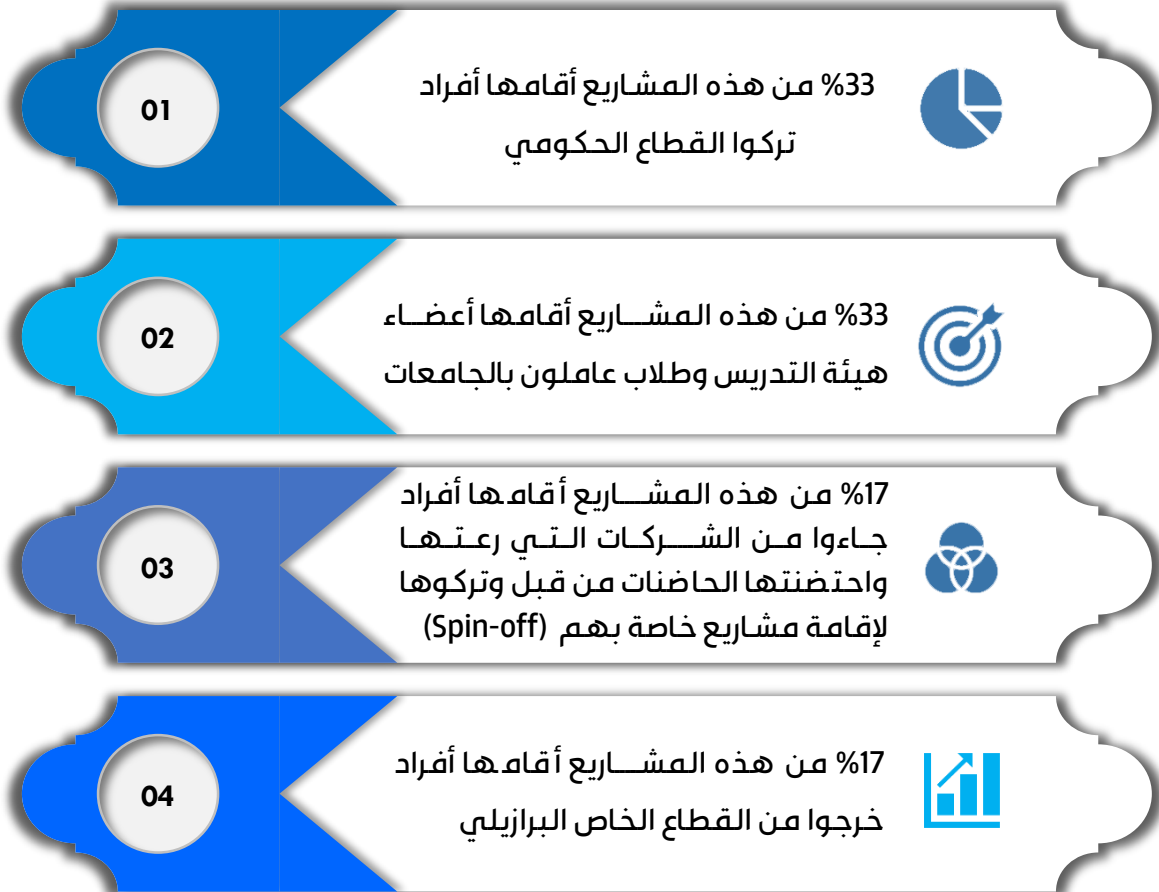 01
%33 من هذه المشاريع أقامها أفراد
تركوا القطاع الحكومي
02
%33 من هذه المشاريع أقامها أعضاء
هيئة التدريس وطلاب عاملون بالجامعات
03
%17 من هذه المشاريع أقامها أفراد
جاءوا من الشركات التي رعتها
واحتضنتها الحاضنات من قبل وتركوها
لإقامة مشاريع خاصة بهم (Spin-off)
04
%17 من هذه المشاريع أقامها أفراد
خرجوا من القطاع الخاص البرازيلي